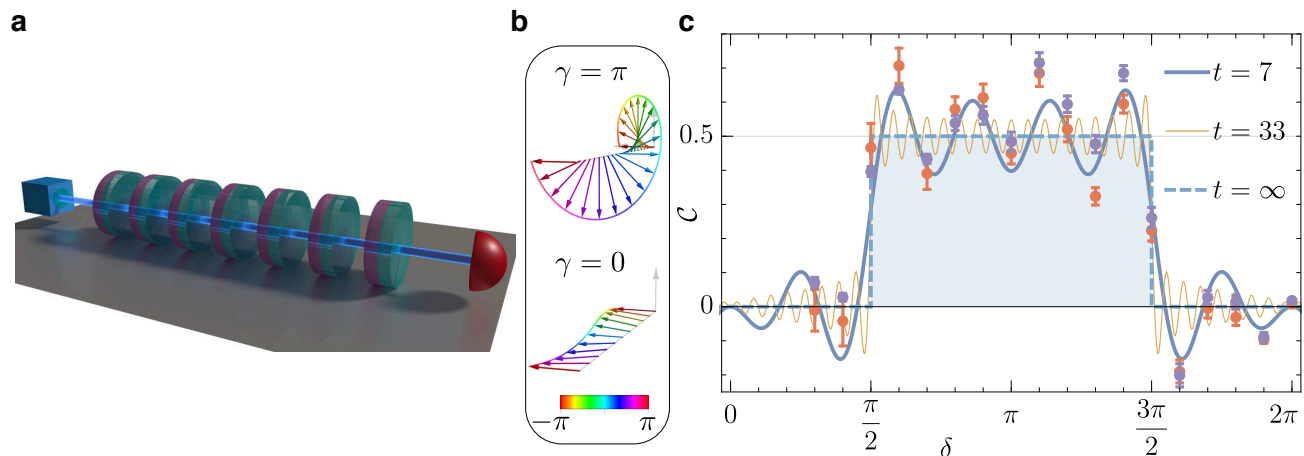 a
b
γ = π
γ = 0
−π π
c
C
0.5
0
t = 7
t = 33
t = ∞
0 π/2 π 3π/2 2π
δ